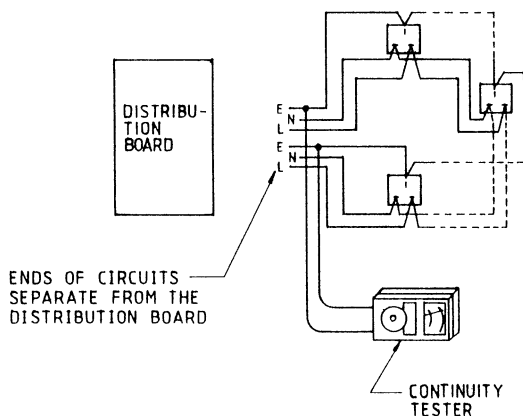 DISTRIBU-
TION
BOARD
E
N
L
E
N
L
ENDS OF CIRCUITS
SEPARATE FROM THE
DISTRIBUTION BOARD
CONTINUITY
TESTER